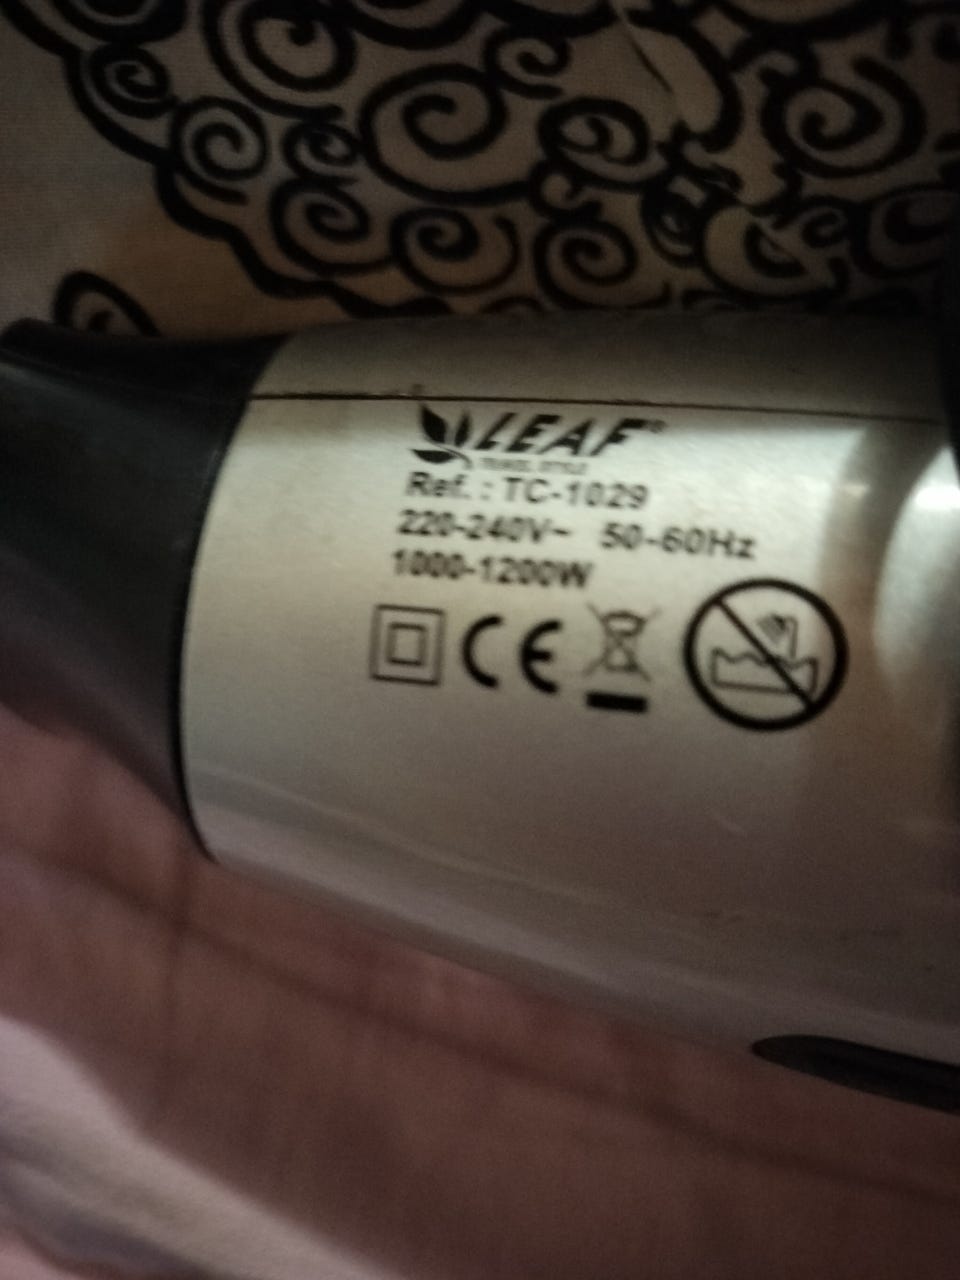 LEAF®
Ref. : TC-1029
220-240V~ 50-60Hz
1000-1200W
CE